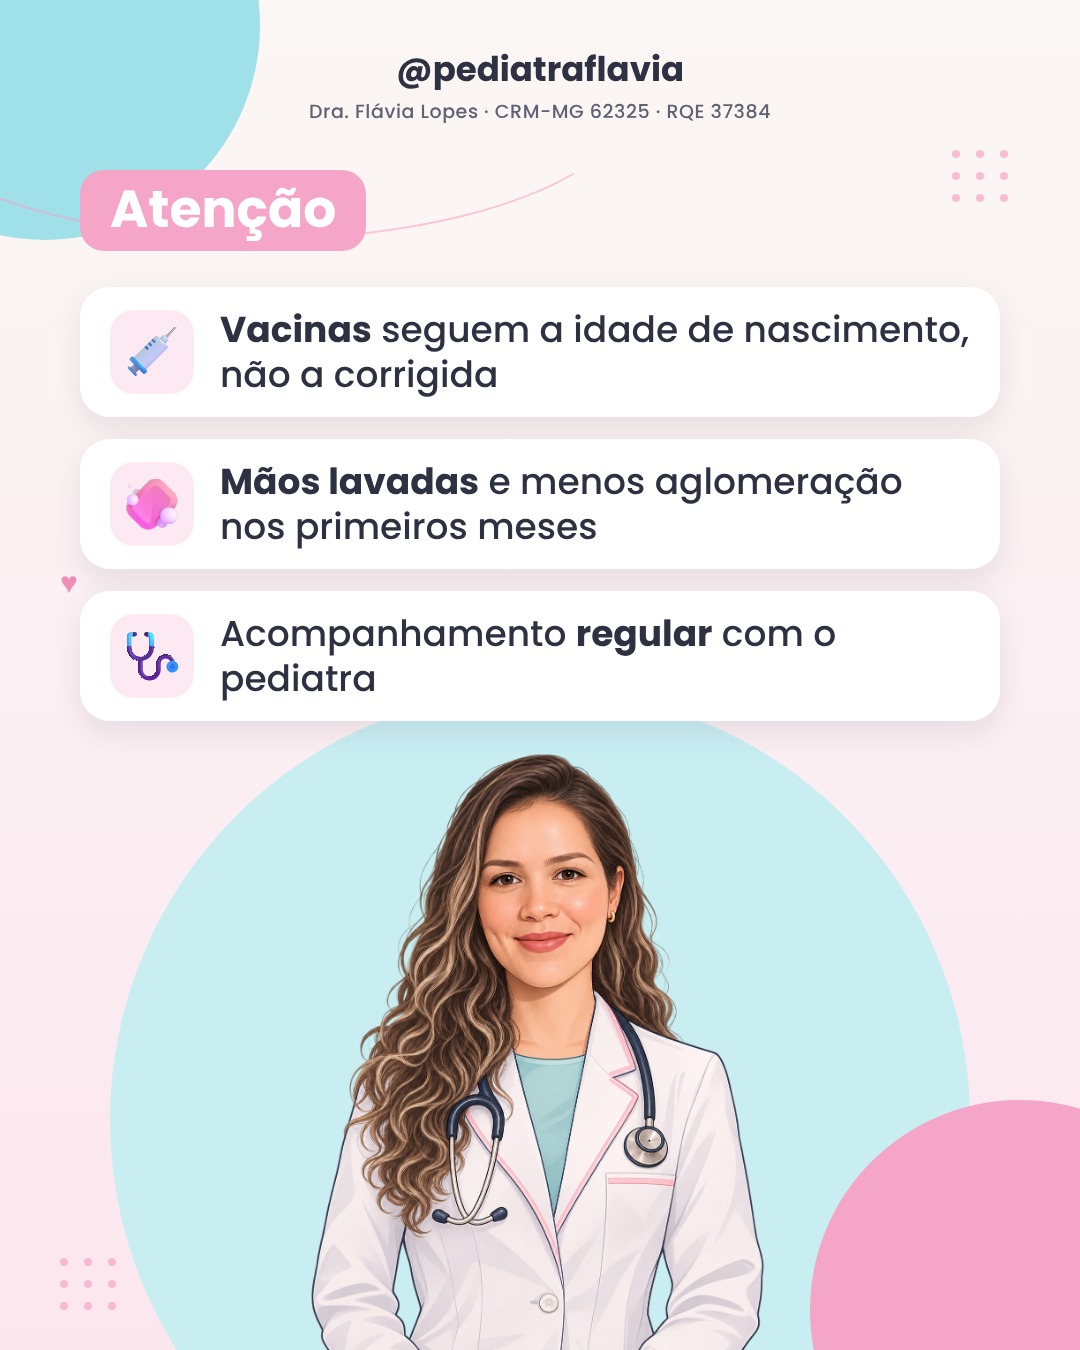 @pediatraflavia
Dra. Flávia Lopes · CRM-MG 62325 · RQE 37384
Atenção
Vacinas seguem a idade de nascimento,
não a corrigida
Mãos lavadas e menos aglomeração
nos primeiros meses
Acompanhamento regular com o
pediatra